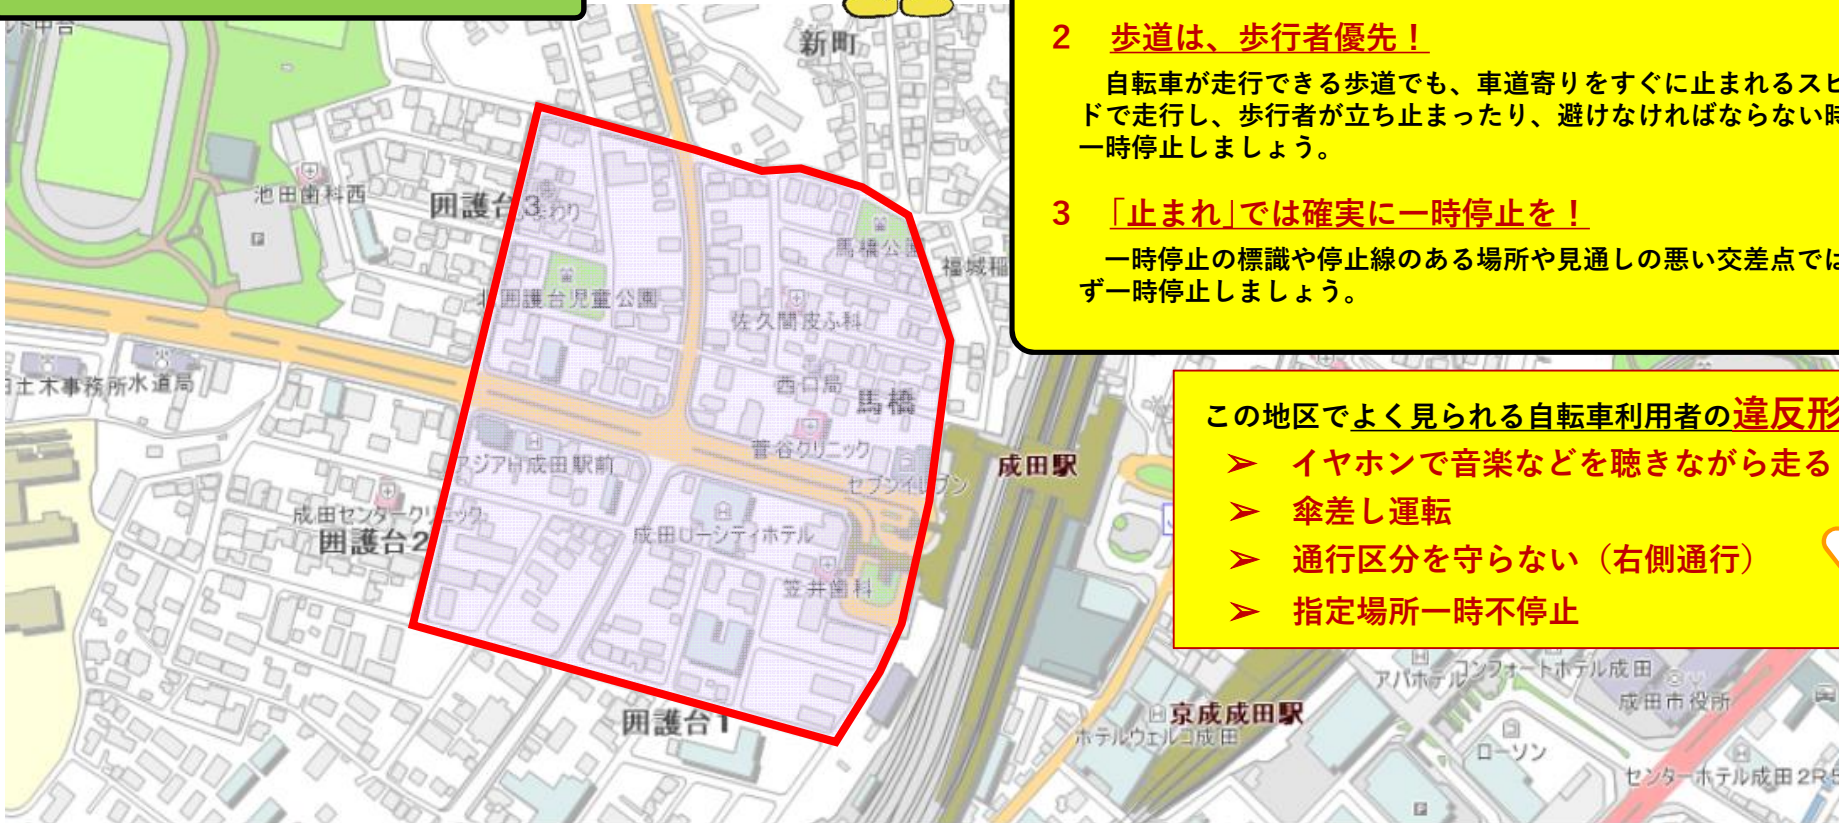 2 歩道は、歩行者優先！
自転車が走行できる歩道でも、車道寄りをすぐに止まれるスピ
ドで走行し、歩行者が立ち止まったり、避けなければならない時
一時停止しましょう。
3 「止まれ」では確実に一時停止を！
一時停止の標識や停止線のある場所や見通しの悪い交差点では
ず一時停止しましょう。
この地区でよく見られる自転車利用者の違反形
➢ イヤホンで音楽などを聴きながら走る
➢ 傘差し運転
➢ 通行区分を守らない（右側通行）
➢ 指定場所一時不停止
新町
池田歯科西
囲護台3
馬橋公園
福城稲
北囲護台児童公園
佐久間皮ふ科
土木事務所
水道局
西口局
馬橋
菅谷クリニック
アジアH成田駅前
セブンイレブン
成田駅
成田センタークリニック
囲護台2
成田Uーシティホテル
笠井歯科
囲護台1
京成成田駅
ホテルウェルコ成田
アパホテル
コンフォートホテル成田
成田市役所
ローソン
センターホテル成田2R